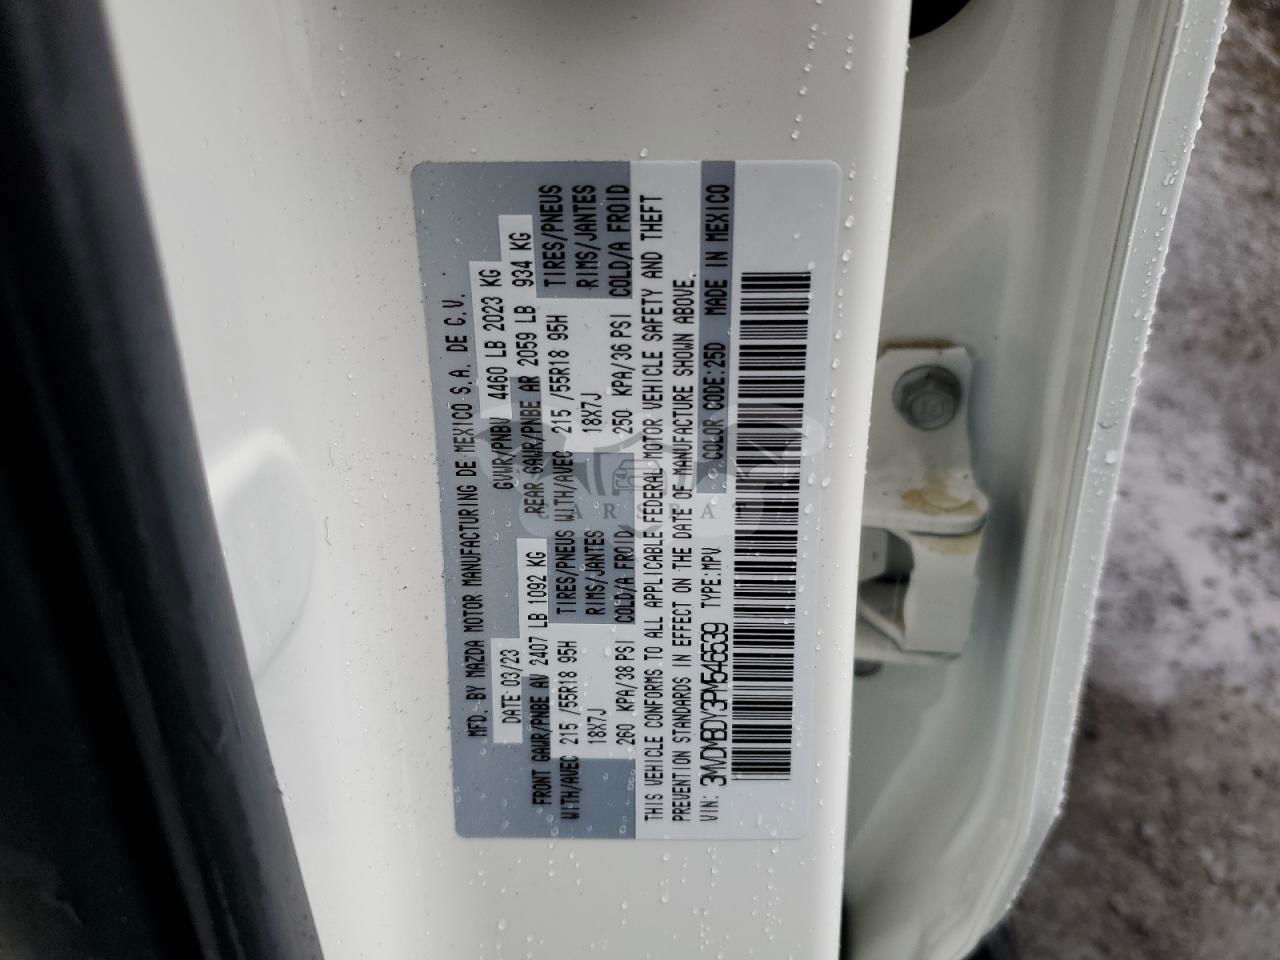 MFD. BY MAZDA MOTOR MANUFACTURING DE MEXICO S.A. DE C.V.
DATE:03/23 GVWR/PNBV 4460 LB 2023 KG
FRONT GAWR/PNBE AV 2407 LB 1092 KG REAR GAWR/PNBE AR 2059 LB 934 KG
WITH/AVEC 215 /55R18 95H TIRES/PNEUS WITH/AVEC 215 /55R18 95H TIRES/PNEUS
18X7J RIMS/JANTES 18X7J RIMS/JANTES
260 KPA/38 PSI COLD/A FROID 250 KPA/36 PSI COLD/A FROID
THIS VEHICLE CONFORMS TO ALL APPLICABLE FEDERAL MOTOR VEHICLE SAFETY AND THEFT
PREVENTION STANDARDS IN EFFECT ON THE DATE OF MANUFACTURE SHOWN ABOVE.
VIN: 3MVDMBDY3PM546539 TYPE:MPV COLOR CODE:25D MADE IN MEXICO